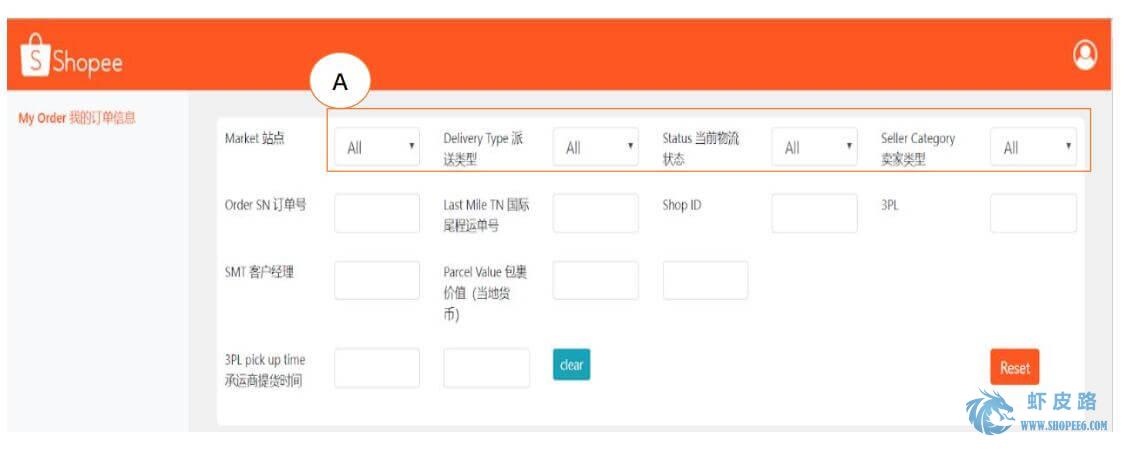 S Shopee
A
My Order 我的订单信息
Market 站点
All
Delivery Type 派
送类型
All
Status 当前物流
状态
All
Seller Category
卖家类型
All
Order SN 订单号
Last Mile TN 国际
尾程运单号
Shop ID
3PL
SMT 客户经理
Parcel Value 包裹
价值 (当地货
币)
3PL pick up time
承运商提货时间
clear
Reset
虾皮路
WWW.SHOPEE6.COM